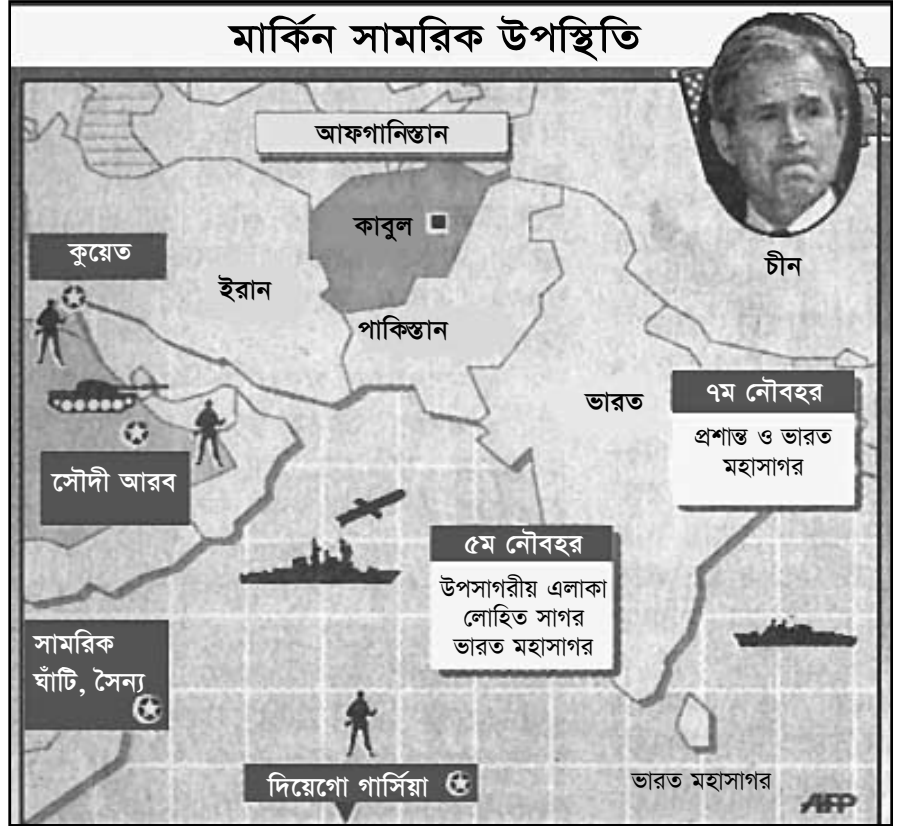 মার্কিন সামরিক উপস্থিতি
আফগানিস্তান
কাবুল
কুয়েত
ইরান
চীন
পাকিস্তান
ভারত
৭ম নৌবহর
প্রশান্ত ও ভারত
মহাসাগর
সৌদী আরব
৫ম নৌবহর
উপসাগরীয় এলাকা
লোহিত সাগর
ভারত মহাসাগর
সামরিক
ঘাঁটি, সৈন্য
দিয়েগো গার্সিয়া
ভারত মহাসাগর
AFP